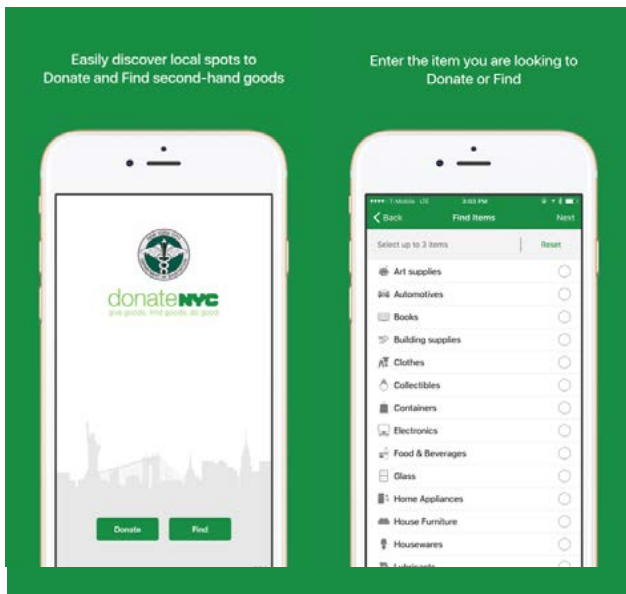 Easily discover local spots to
Donate and Find second-hand goods
donateNYC
give goods, find goods, do good
Donate
Find
Enter the item you are looking to
Donate or Find
T-Mobile LTE 3:03 PM
Back Find Items Next
Select up to 3 items Reset
Art supplies
Automotives
Books
Building supplies
Clothes
Collectibles
Containers
Electronics
Food & Beverages
Glass
Home Appliances
House Furniture
Housewares
Lubricants